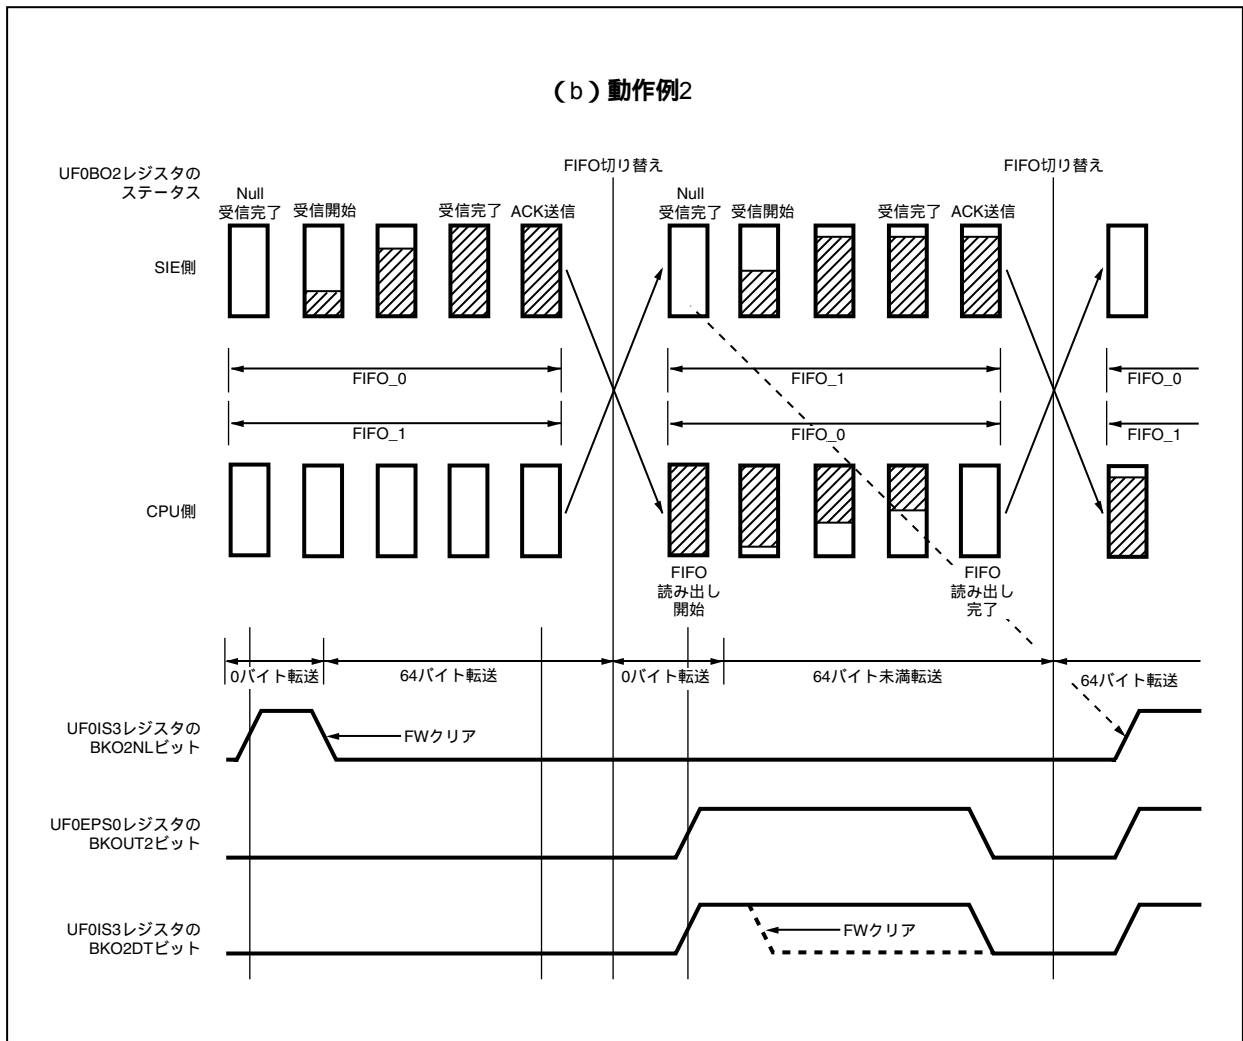 (b)動作例2
UF0BO2レジスタの
ステータス
FIFO切り替え
FIFO切り替え
Null
受信完了
受信開始
受信完了
ACK送信
Null
受信完了
受信開始
受信完了
ACK送信
SIE側
FIFO_0
FIFO_1
FIFO_0
FIFO_1
FIFO_0
FIFO_1
CPU側
FIFO
読み出し
開始
FIFO
読み出し
完了
0バイト転送
64バイト転送
0バイト転送
64バイト未満転送
64バイト転送
UF0IS3レジスタの
BKO2NLビット
FWクリア
UF0EPS0レジスタの
BKOUT2ビット
UF0IS3レジスタの
BKO2DTビット
FWクリア